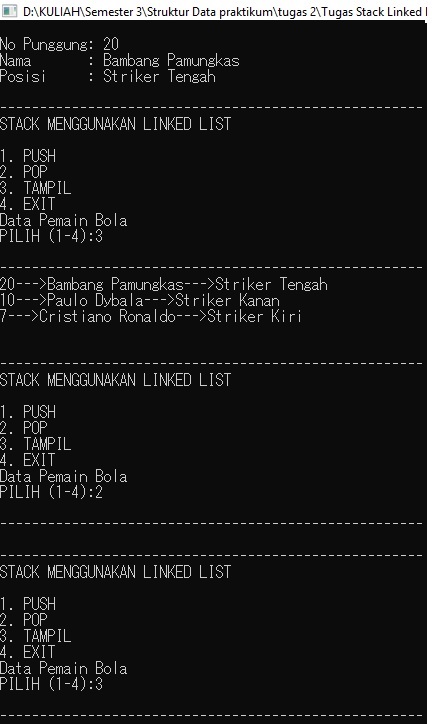 D:\KULIAH\Semester 3\Struktur Data praktikum\tugas 2\Tugas Stack Linked
No Punggung: 20
Nama       : Bambang Pamungkas
Posisi     : Striker Tengah
-----------------------------------------------------
STACK MENGGUNAKAN LINKED LIST
1. PUSH
2. POP
3. TAMPIL
4. EXIT
Data Pemain Bola
PILIH (1-4):3
-----------------------------------------------------
20--->Bambang Pamungkas--->Striker Tengah
10--->Paulo Dybala--->Striker Kanan
7--->Cristiano Ronaldo--->Striker Kiri
-----------------------------------------------------
STACK MENGGUNAKAN LINKED LIST
1. PUSH
2. POP
3. TAMPIL
4. EXIT
Data Pemain Bola
PILIH (1-4):2
-----------------------------------------------------
-----------------------------------------------------
STACK MENGGUNAKAN LINKED LIST
1. PUSH
2. POP
3. TAMPIL
4. EXIT
Data Pemain Bola
PILIH (1-4):3
-----------------------------------------------------